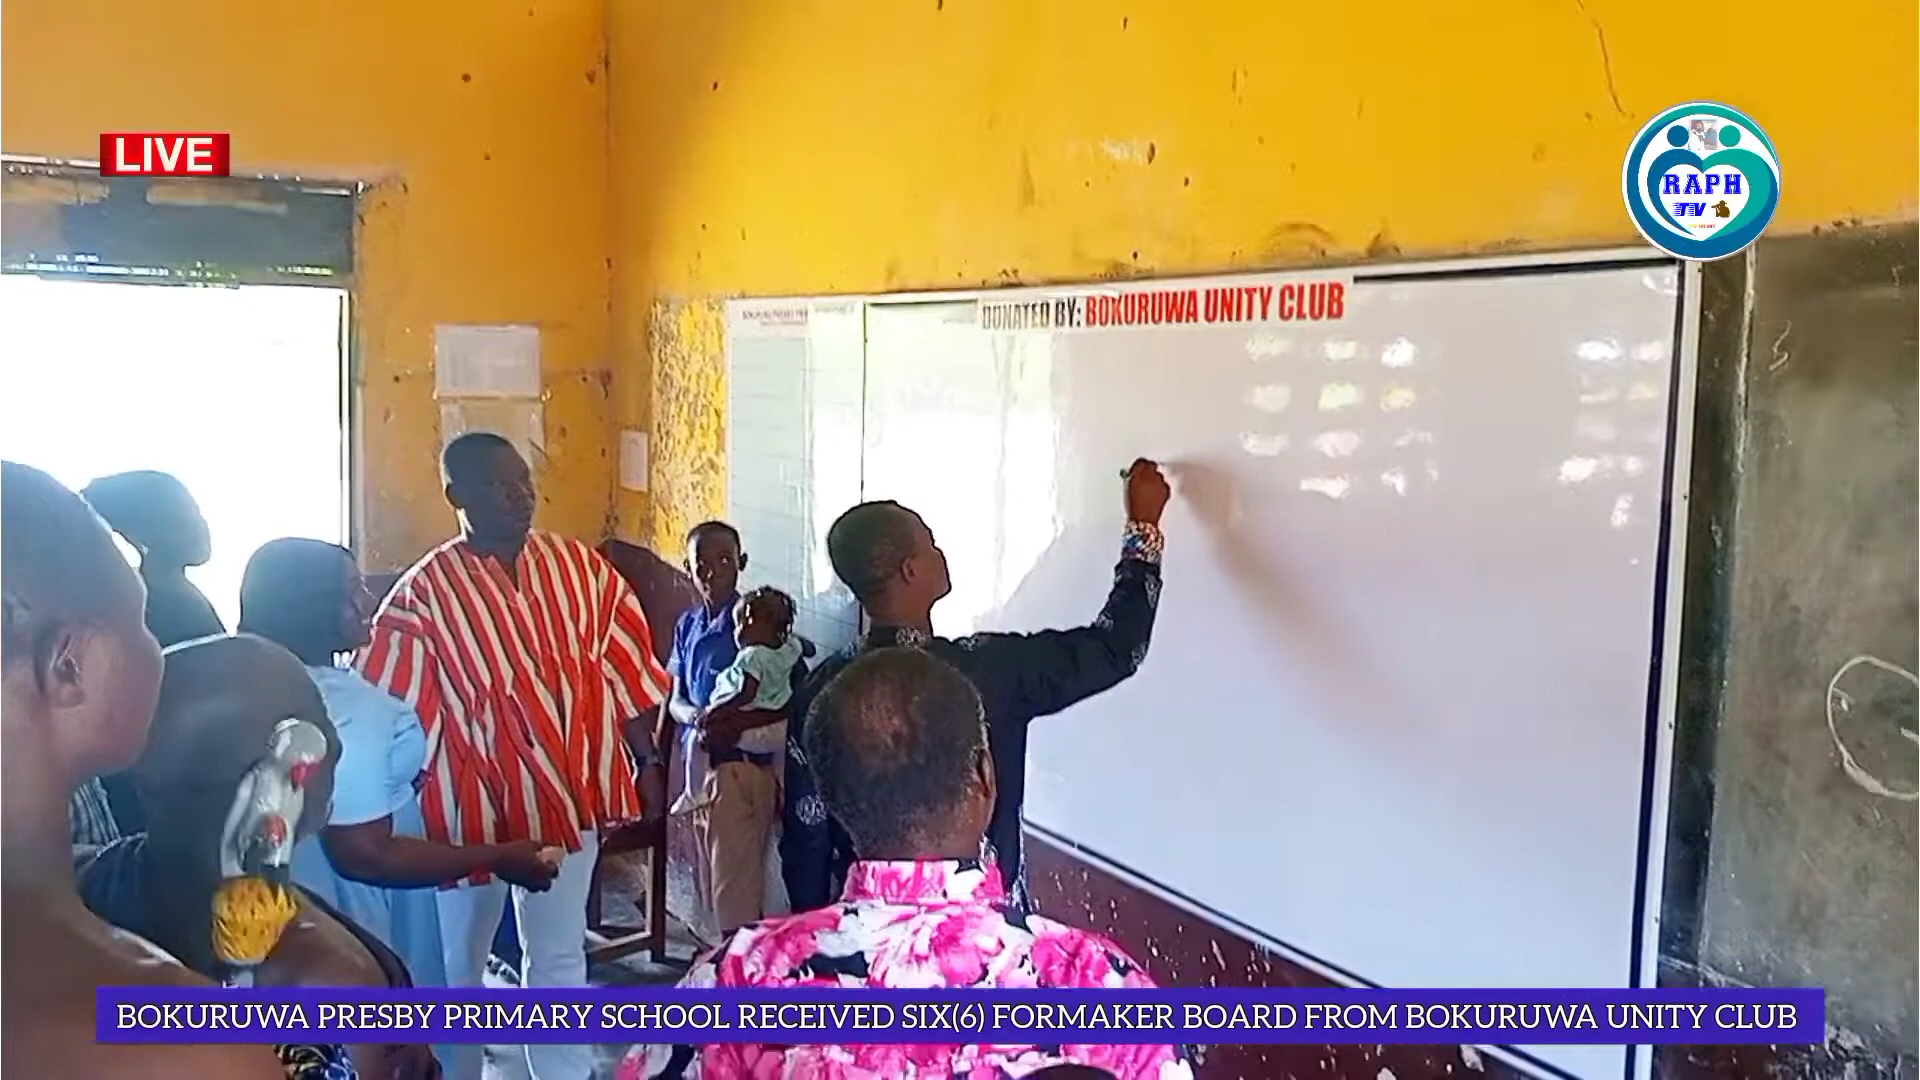 LIVE
RAPH
TV
DONATED BY: BOKURUWA UNITY CLUB
BOKURUWA PRESBY PRIMARY SCHOOL RECEIVED SIX(6) FORMAKER BOARD FROM BOKURUWA UNITY CLUB